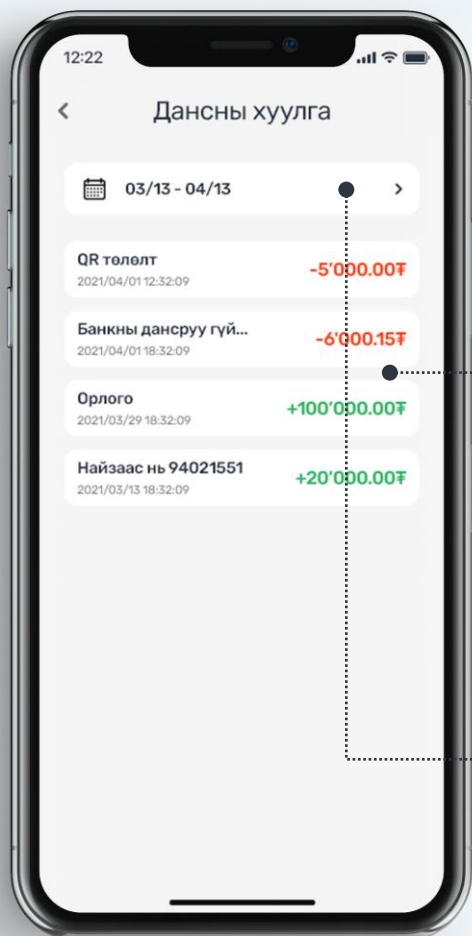 12:22
Дансны хуулга
03/13 - 04/13
QR төлөлт
-5’000.00₮
2021/04/01 12:32:09
Банкны дансруу гүй...
-6’000.15₮
2021/04/01 18:32:09
Орлого
+100’000.00₮
2021/03/29 18:32:09
Найзаас нь 94021551
+20’000.00₮
2021/03/13 18:32:09